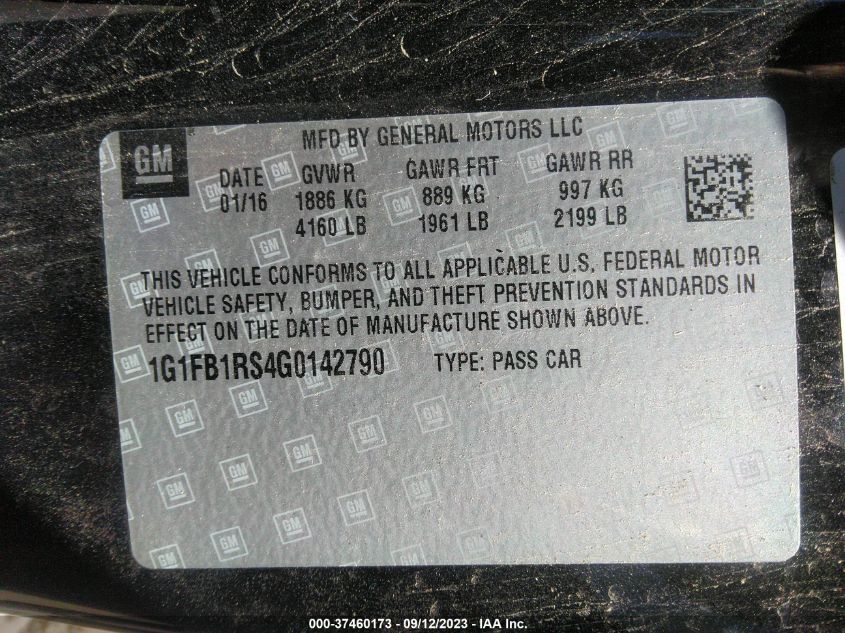 GM
MFD BY GENERAL MOTORS LLC
DATE GVWR GAWR FRT GAWR RR
01/16 1886 KG 889 KG 997 KG
4160 LB 1961 LB 2199 LB
THIS VEHICLE CONFORMS TO ALL APPLICABLE U.S. FEDERAL MOTOR
VEHICLE SAFETY, BUMPER, AND THEFT PREVENTION STANDARDS IN
EFFECT ON THE DATE OF MANUFACTURE SHOWN ABOVE.
1G1FB1RS4G0142790 TYPE: PASS CAR
000-37460173 - 09/12/2023 - IAA Inc.